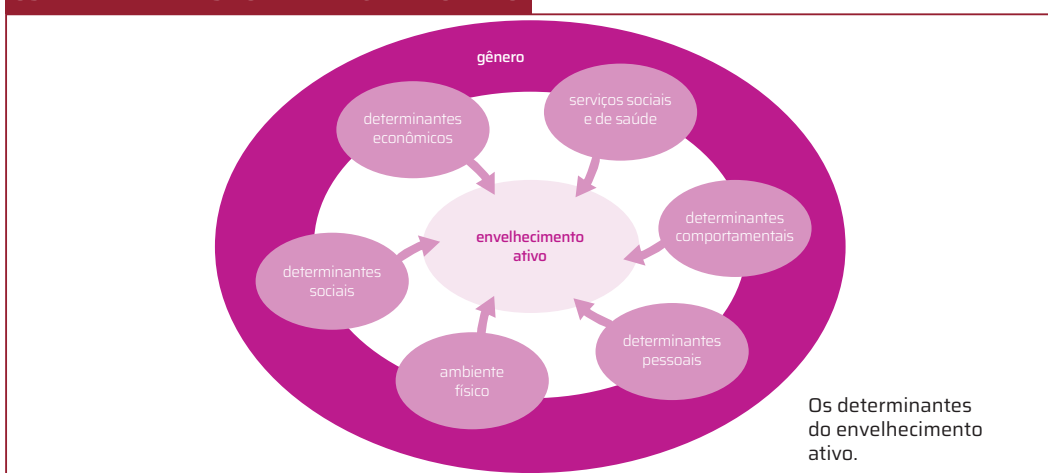 gênero
determinantes
econômicos
serviços sociais
e de saúde
determinantes
comportamentais
envelhecimento
ativo
determinantes
sociais
determinantes
pessoais
ambiente
físico
Os determinantes
do envelhecimento
ativo.